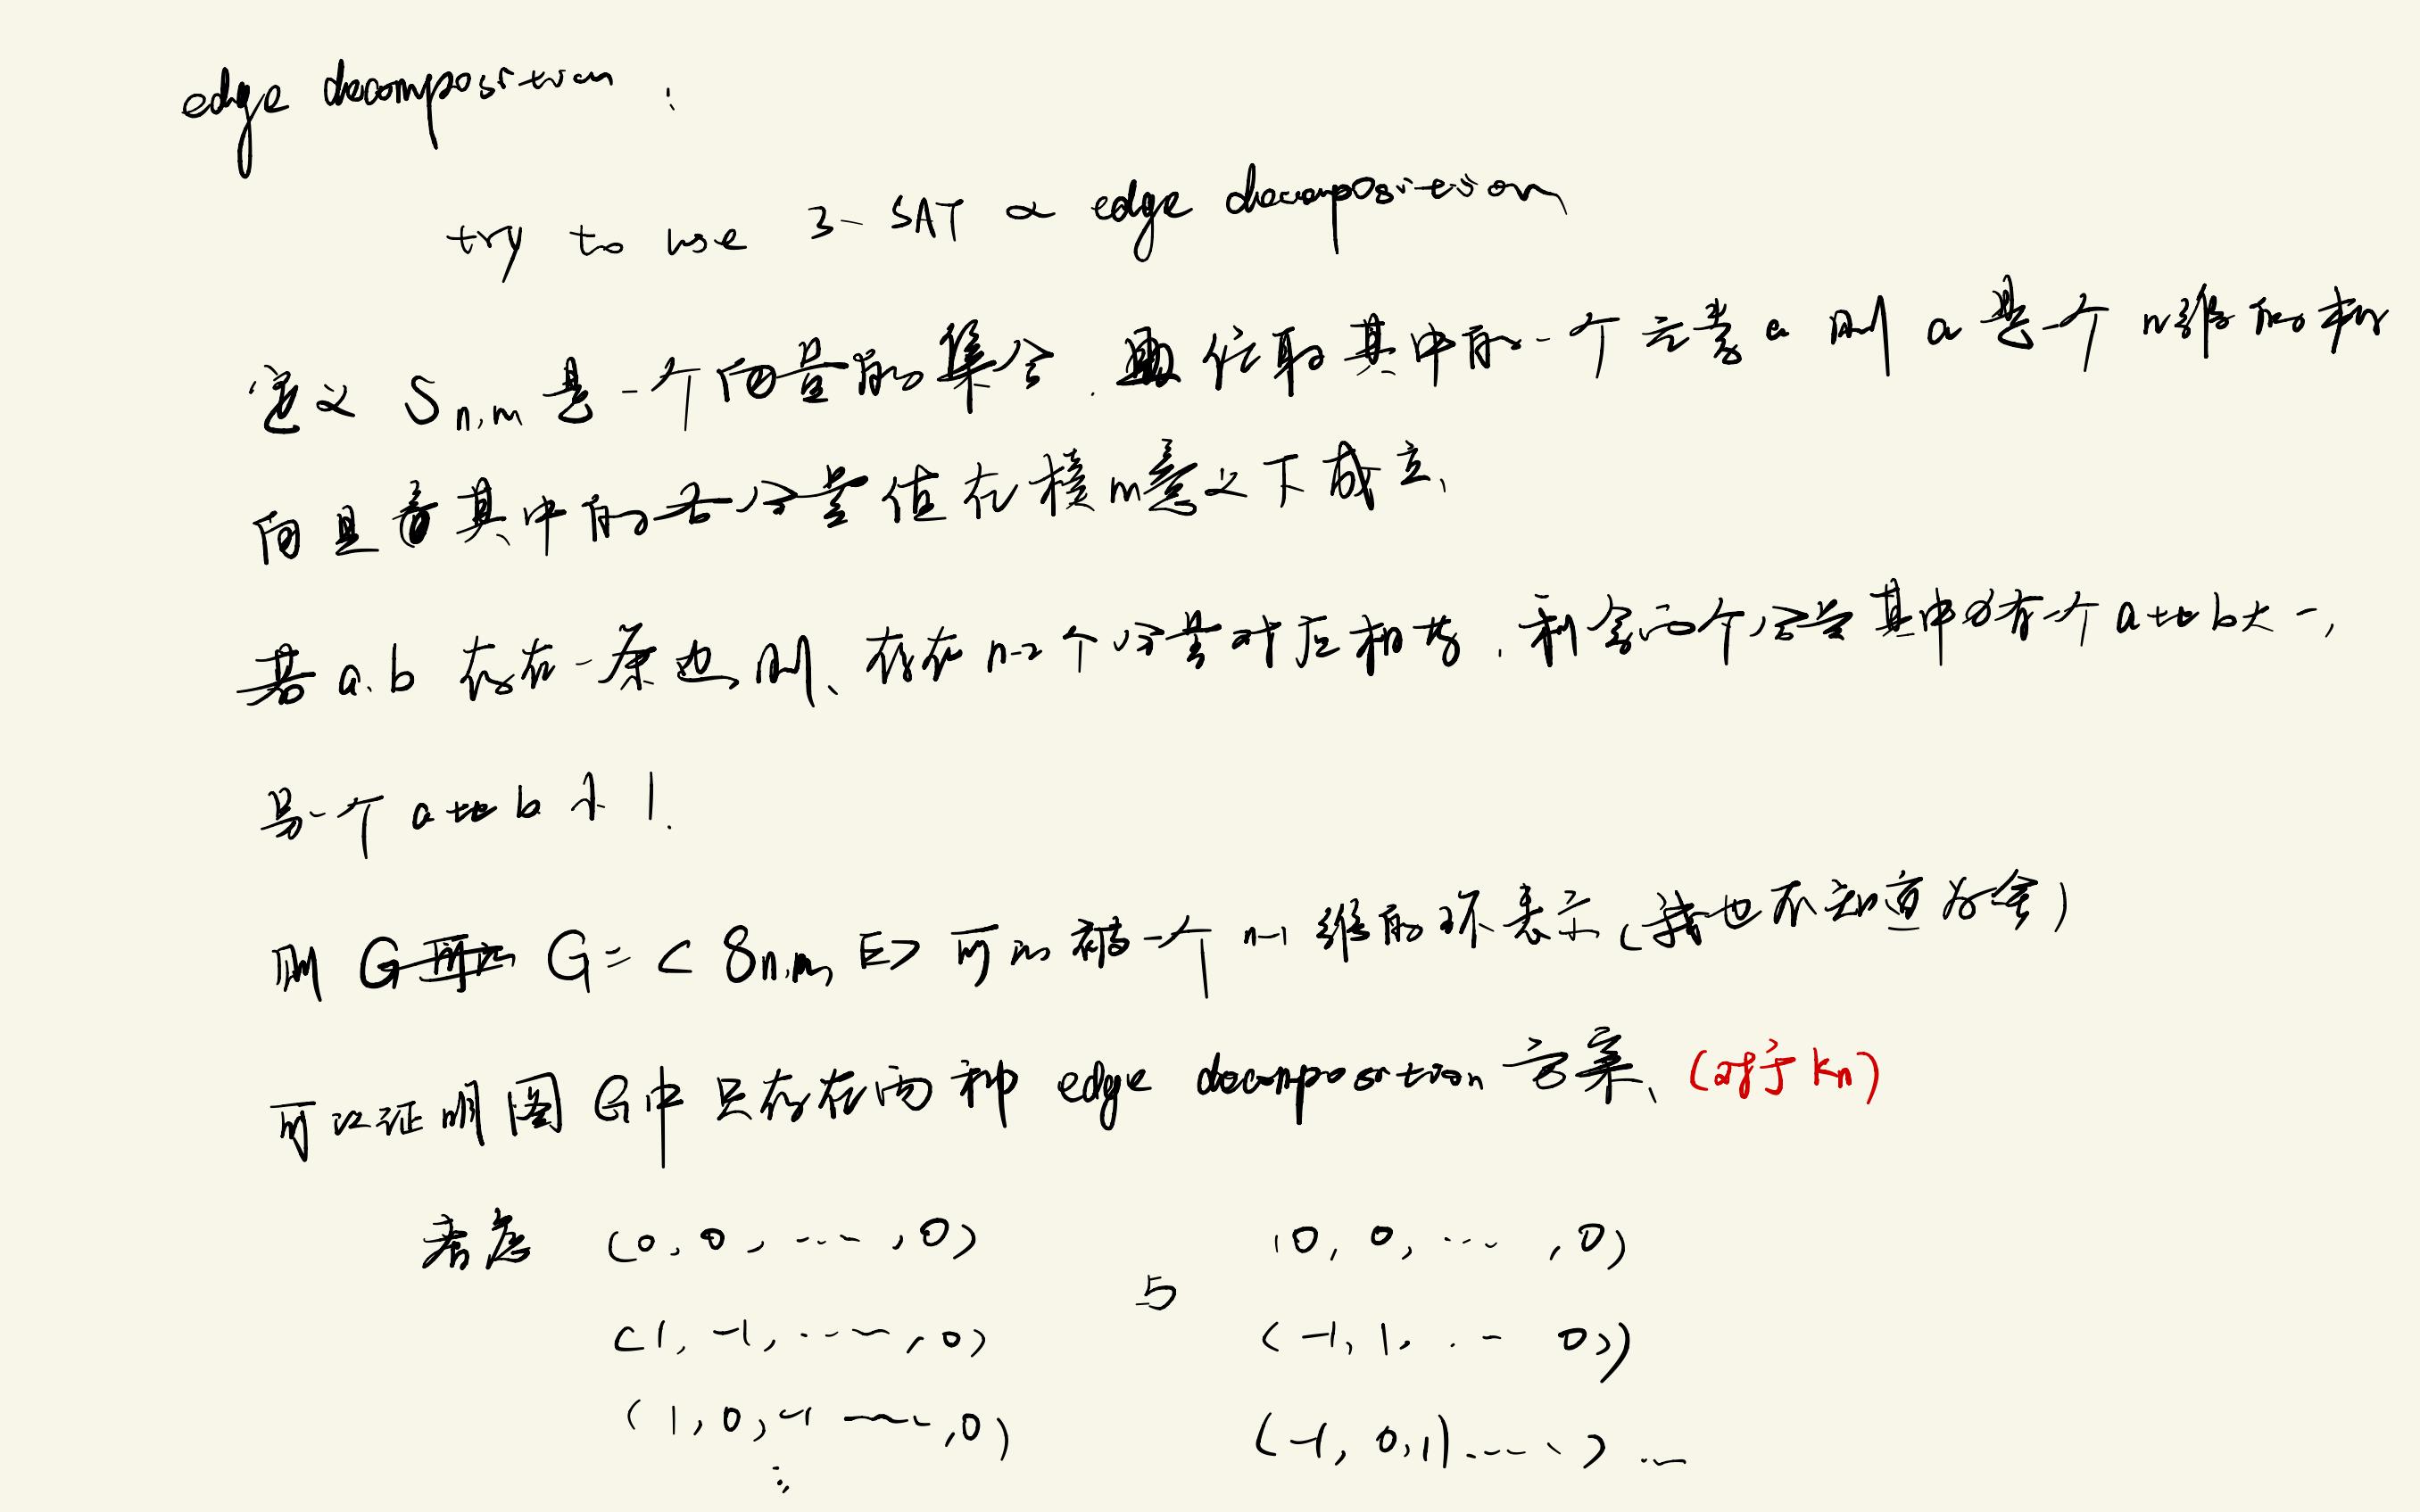 edge decomposition :
try to use 3-SAT ∝ edge decomposition
定义 Sn,m 是一个向量的集合. 任取其中的一个元素 a 则 a 是一个 n维的
向且其中的各分量值在模m意义下成立、
若 a.b 存在一条边, 则、存在 n-2 个分量对应相等. 剩余两个分量其中有一个 a比b大一,
另一个 a比b小1.
则 G = < Sn,m, E> 可以被一个 n-1 维的环表示 (我也不知道为啥)
可以证明图 G中只存在两种 edge decomposition 方案、(对于 Kn)
考虑 (0, 0, ..., 0) 与 (0, 0, ..., 0)
(1, -1, ..., 0) (-1, 1, .. 0)
(1, 0, -1 ..., 0) (-1, 0, 1 ....) ...
⋮